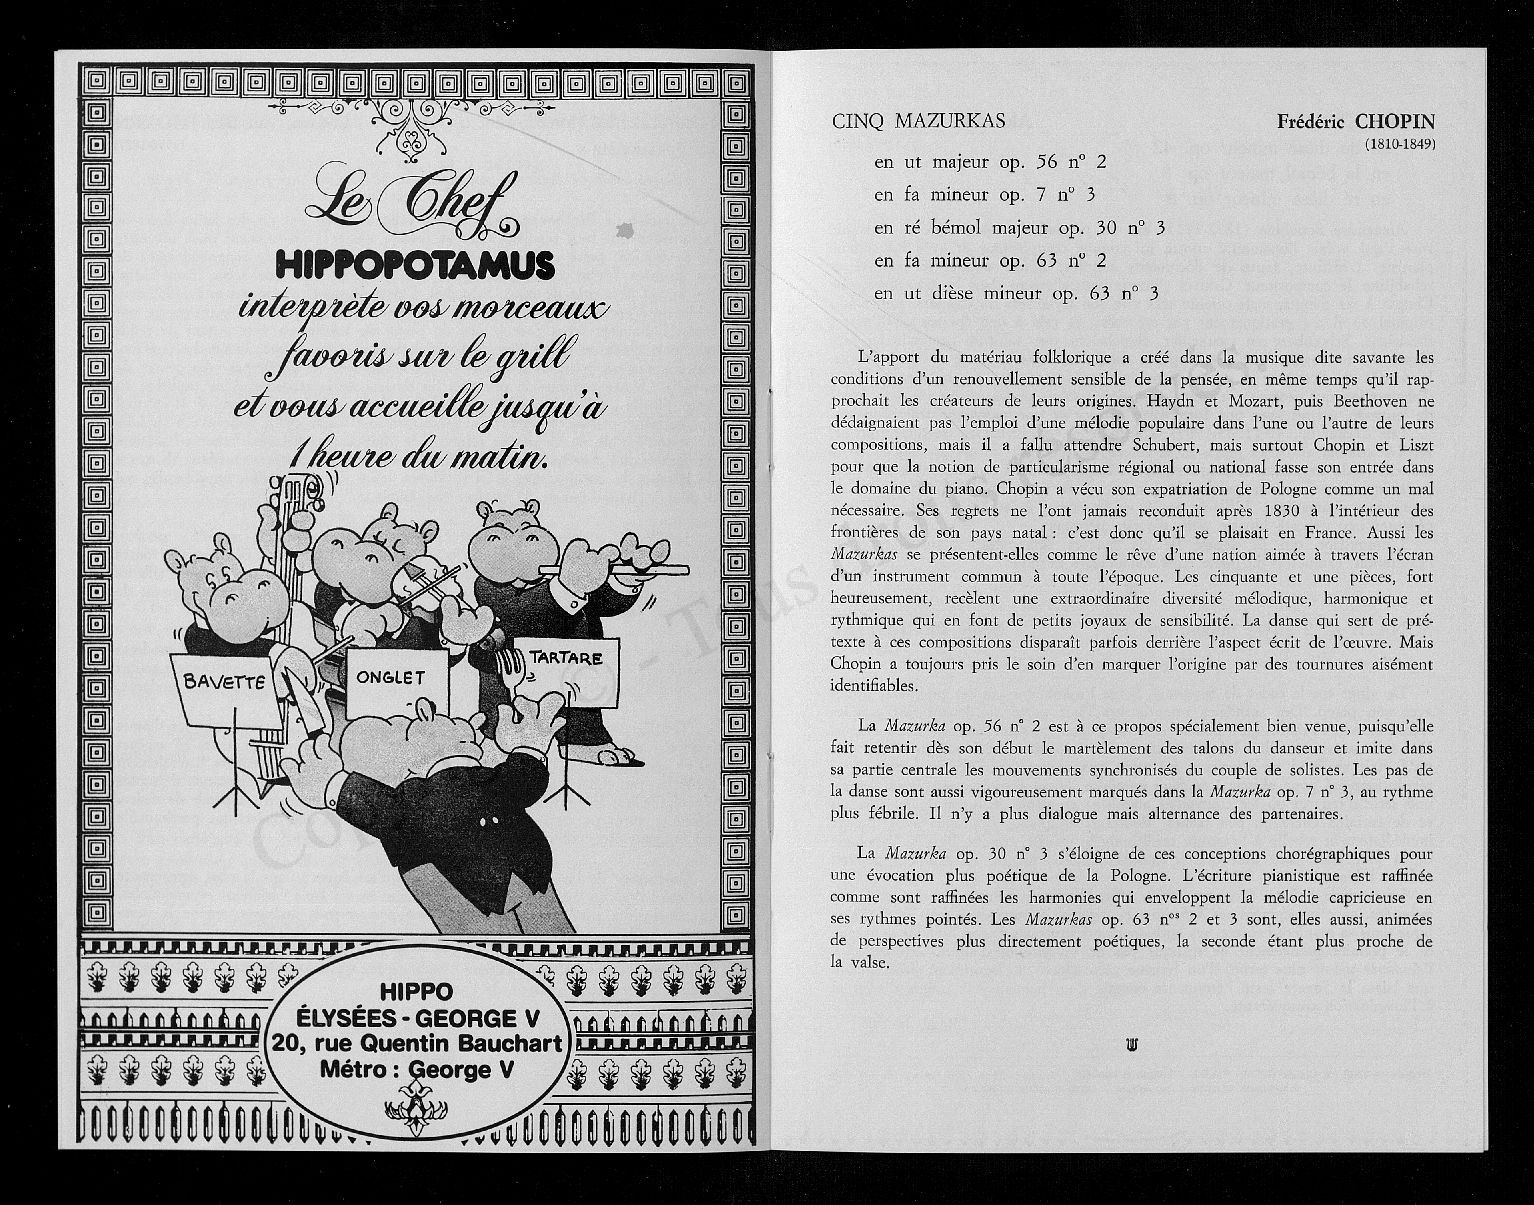 Le Chef
HIPPOPOTAMUS
interprète vos morceaux
favoris sur le grill
et vous accueille jusqu'à
1 heure du matin.
BAVETTE
ONGLET
TARTARE
HIPPO
ÉLYSÉES - GEORGE V
20, rue Quentin Bauchart
Métro : George V
CINQ MAZURKAS
Frédéric CHOPIN
(1810-1849)
en ut majeur op. 56 n° 2
en fa mineur op. 7 n° 3
en ré bémol majeur op. 30 n° 3
en fa mineur op. 63 n° 2
en ut dièse mineur op. 63 n° 3
L'apport du matériau folklorique a créé dans la musique dite savante les
conditions d'un renouvellement sensible de la pensée, en même temps qu'il rap-
prochait les créateurs de leurs origines. Haydn et Mozart, puis Beethoven ne
dédaignaient pas l'emploi d'une mélodie populaire dans l'une ou l'autre de leurs
compositions, mais il a fallu attendre Schubert, mais surtout Chopin et Liszt
pour que la notion de particularisme régional ou national fasse son entrée dans
le domaine du piano. Chopin a vécu son expatriation de Pologne comme un mal
nécessaire. Ses regrets ne l'ont jamais reconduit après 1830 à l'intérieur des
frontières de son pays natal : c'est donc qu'il se plaisait en France. Aussi les
Mazurkas se présentent-elles comme le rêve d'une nation aimée à travers l'écran
d'un instrument commun à toute l'époque. Les cinquante et une pièces, fort
heureusement, recèlent une extraordinaire diversité mélodique, harmonique et
rythmique qui en font de petits joyaux de sensibilité. La danse qui sert de pré-
texte à ces compositions disparaît parfois derrière l'aspect écrit de l'œuvre. Mais
Chopin a toujours pris le soin d'en marquer l'origine par des tournures aisément
identifiables.
La Mazurka op. 56 n° 2 est à ce propos spécialement bien venue, puisqu'elle
fait retentir dès son début le martèlement des talons du danseur et imite dans
sa partie centrale les mouvements synchronisés du couple de solistes. Les pas de
la danse sont aussi vigoureusement marqués dans la Mazurka op. 7 n° 3, au rythme
plus fébrile. Il n'y a plus dialogue mais alternance des partenaires.
La Mazurka op. 30 n° 3 s'éloigne de ces conceptions chorégraphiques pour
une évocation plus poétique de la Pologne. L'écriture pianistique est raffinée
comme sont raffinées les harmonies qui enveloppent la mélodie capricieuse en
ses rythmes pointés. Les Mazurkas op. 63 nos 2 et 3 sont, elles aussi, animées
de perspectives plus directement poétiques, la seconde étant plus proche de
la valse.